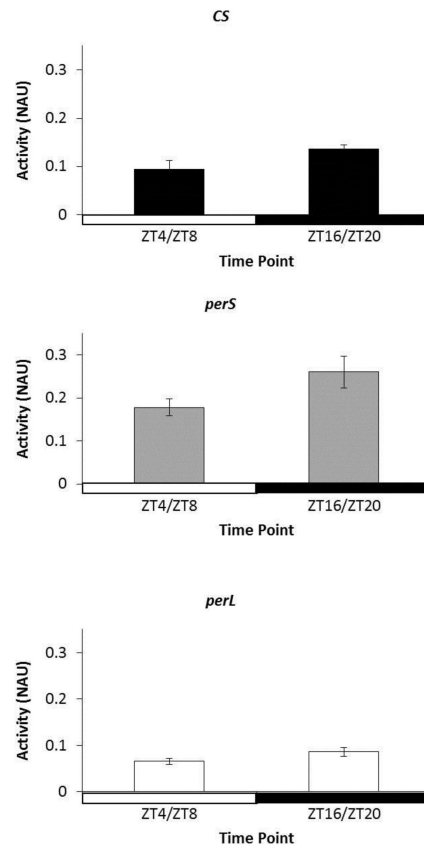 CS
Activity (NAU)
0.3
0.2
0.1
0
ZT4/ZT8 ZT16/ZT20
Time Point
perS
Activity (NAU)
0.3
0.2
0.1
0
ZT4/ZT8 ZT16/ZT20
Time Point
perL
Activity (NAU)
0.3
0.2
0.1
0
ZT4/ZT8 ZT16/ZT20
Time Point